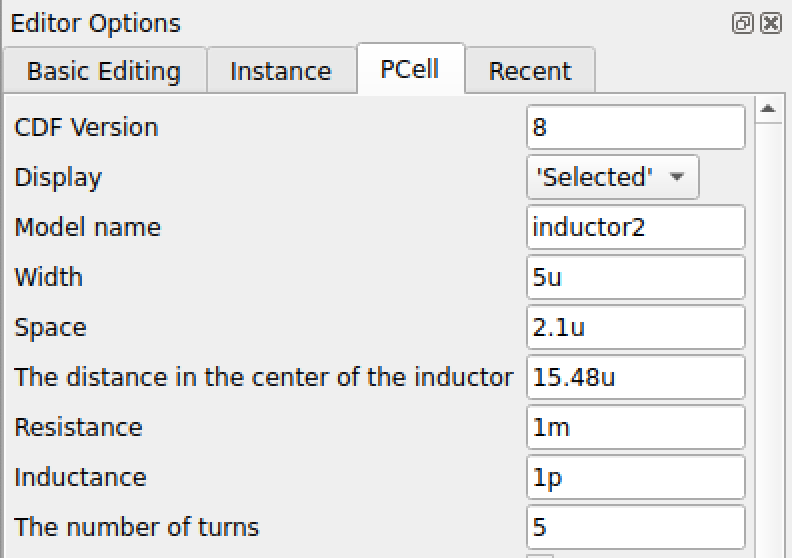 Editor Options
Basic Editing Instance PCell Recent
CDF Version 8
Display 'Selected'
Model name inductor2
Width 5u
Space 2.1u
The distance in the center of the inductor 15.48u
Resistance 1m
Inductance 1p
The number of turns 5